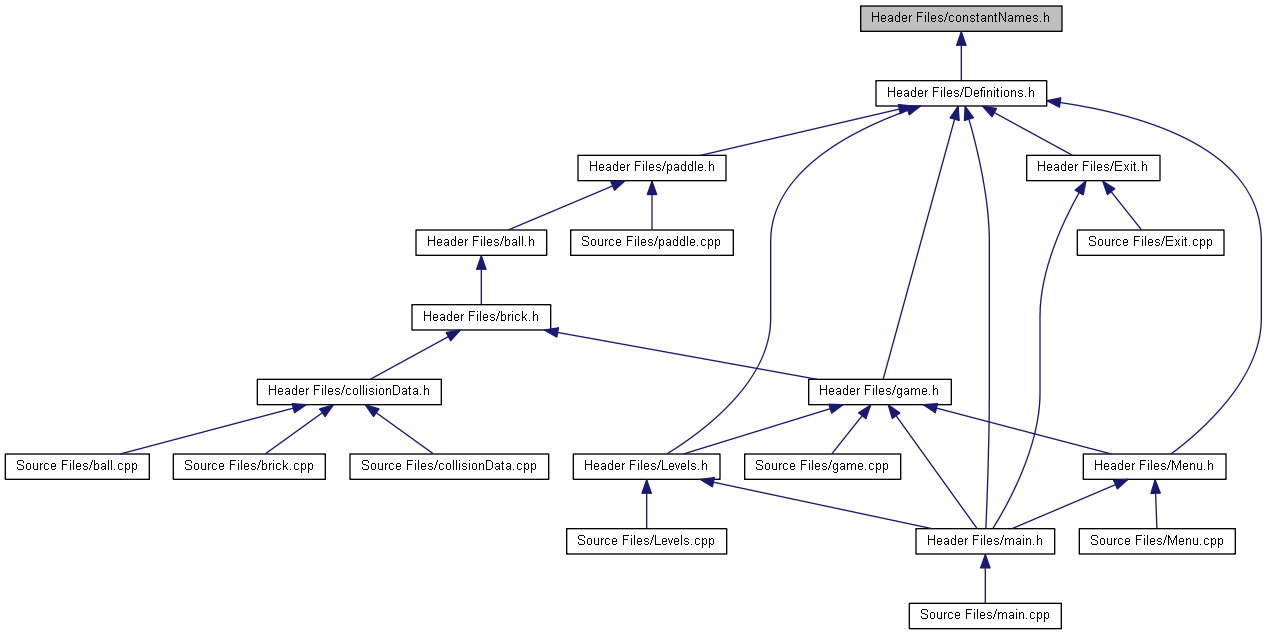 Header Files/constantNames.h
Header Files/Definitions.h
Header Files/paddle.h
Header Files/Exit.h
Header Files/ball.h
Source Files/paddle.cpp
Source Files/Exit.cpp
Header Files/brick.h
Header Files/collisionData.h
Header Files/game.h
Source Files/ball.cpp
Source Files/brick.cpp
Source Files/collisionData.cpp
Header Files/Levels.h
Source Files/game.cpp
Header Files/Menu.h
Source Files/Levels.cpp
Header Files/main.h
Source Files/Menu.cpp
Source Files/main.cpp